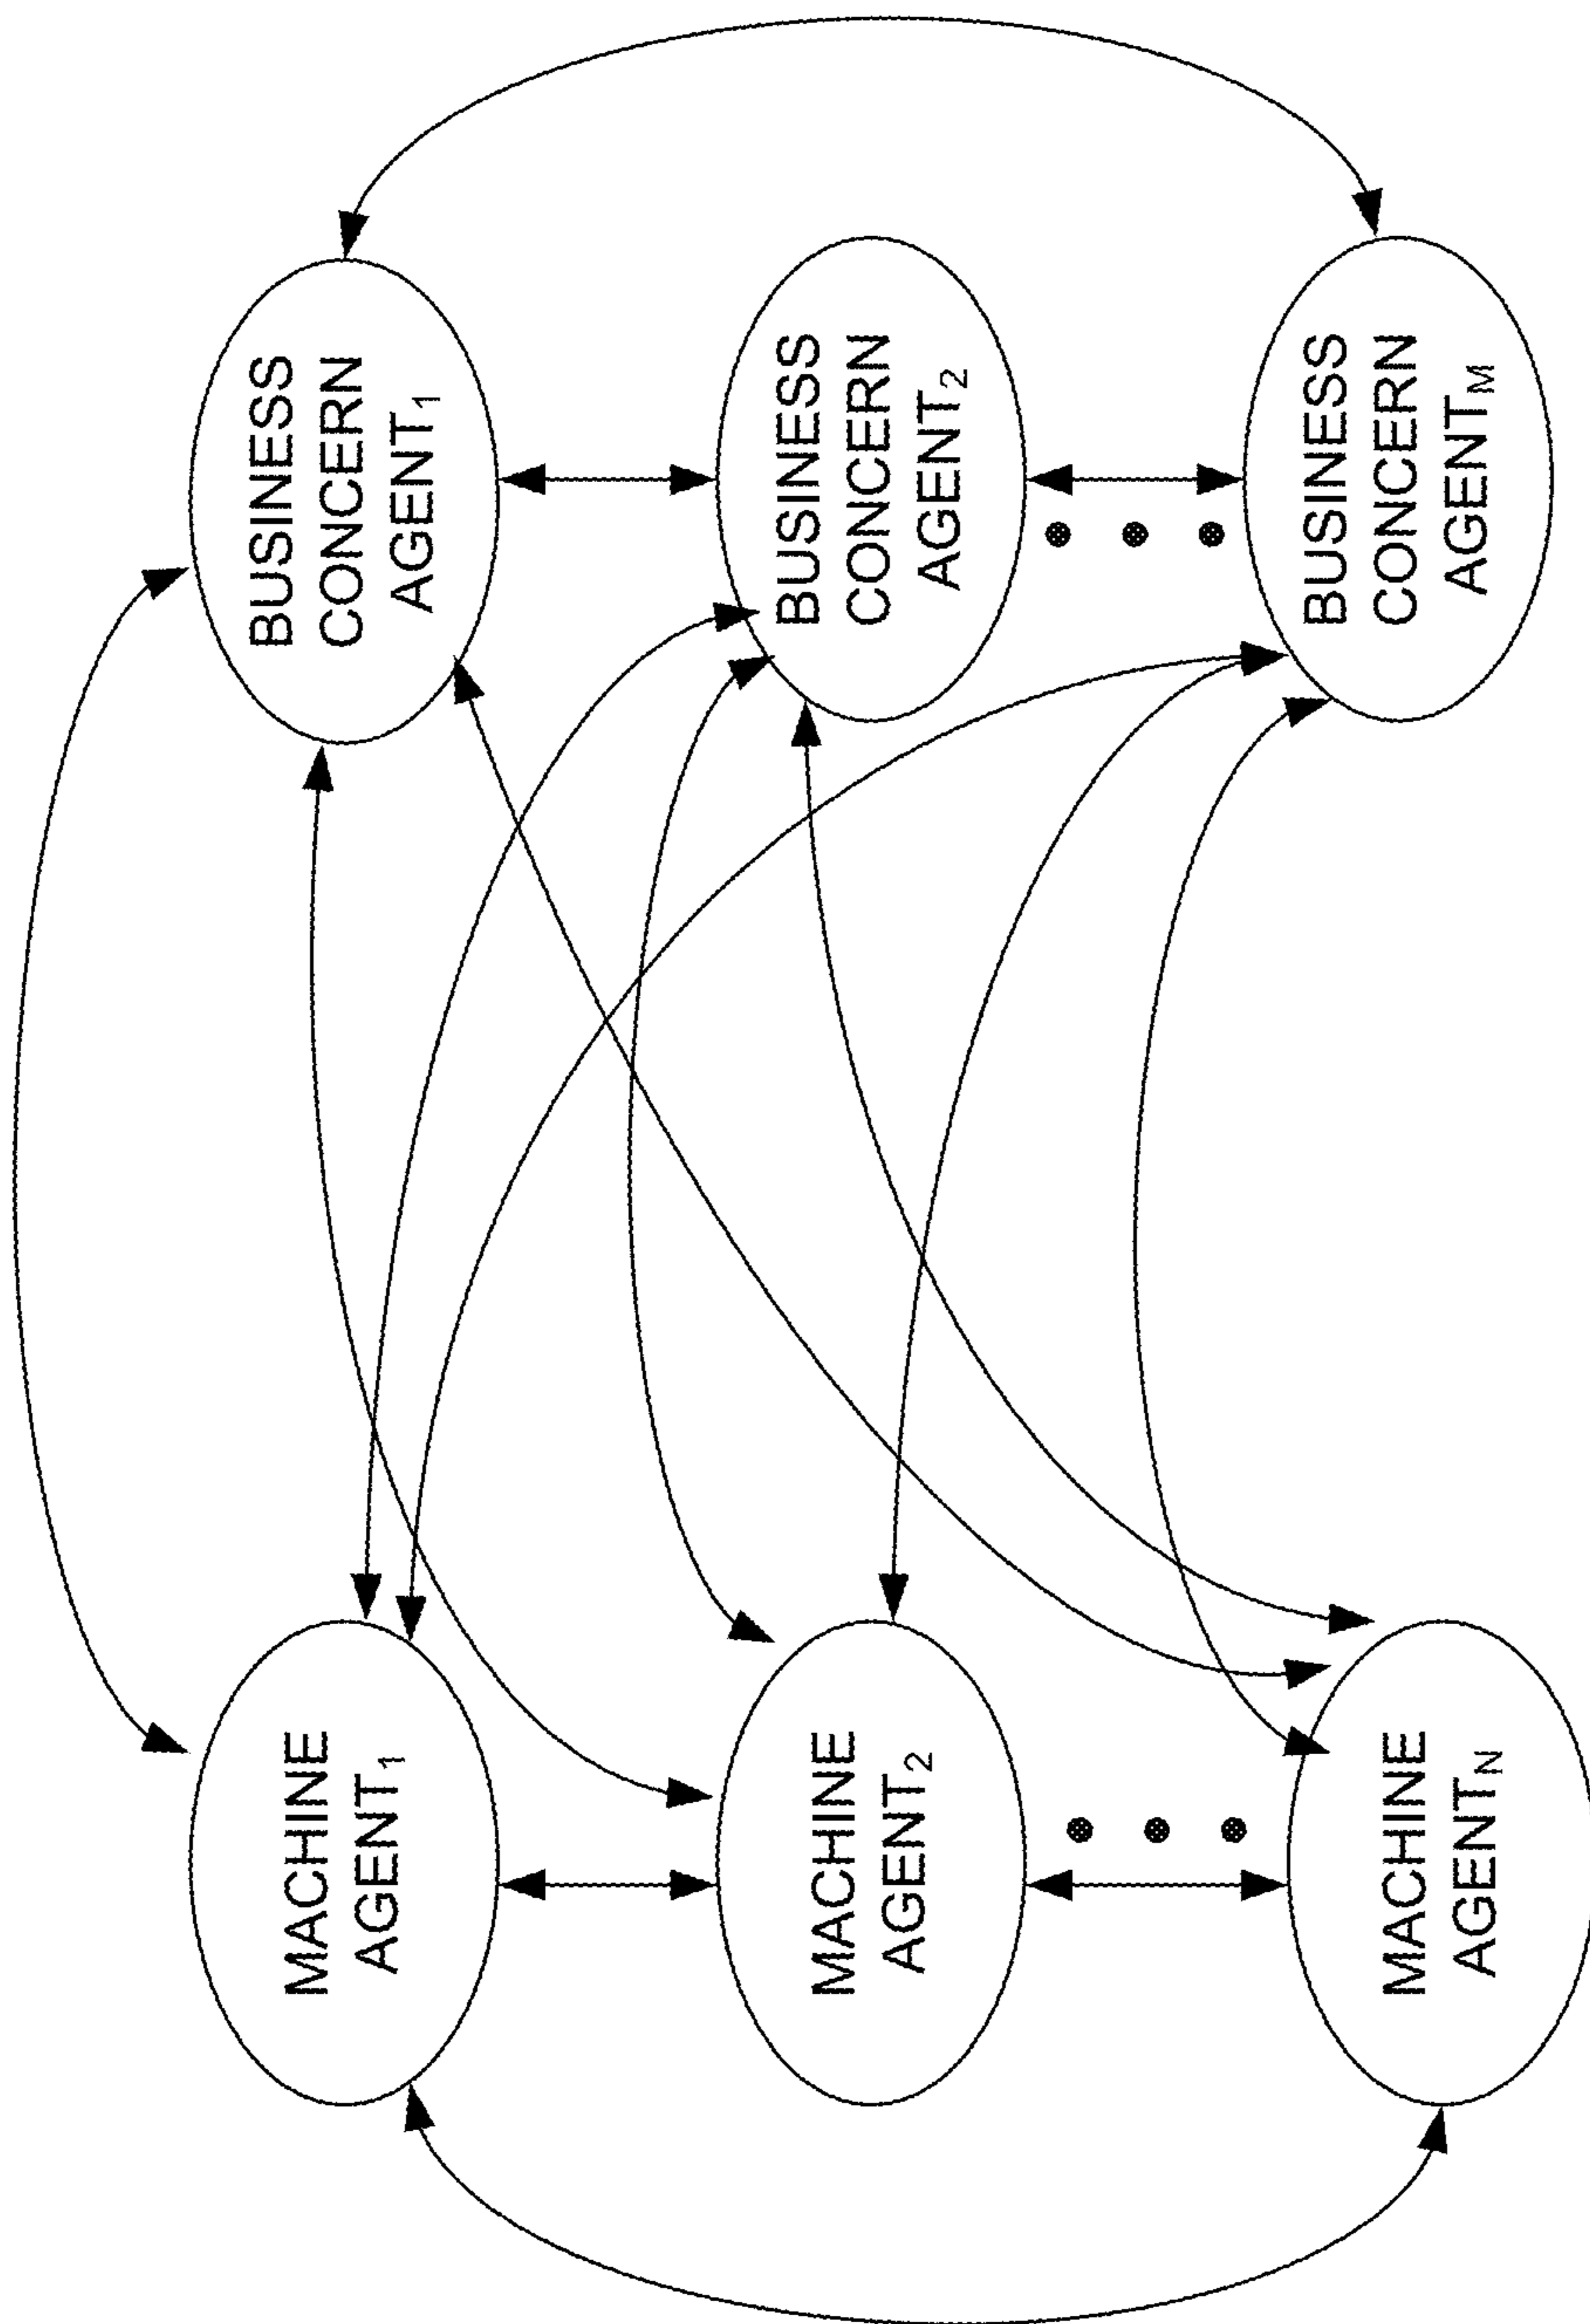 MACHINE
AGENT1
BUSINESS
CONCERN
AGENT1
MACHINE
AGENT2
BUSINESS
CONCERN
AGENT2
MACHINE
AGENTN
BUSINESS
CONCERN
AGENTM